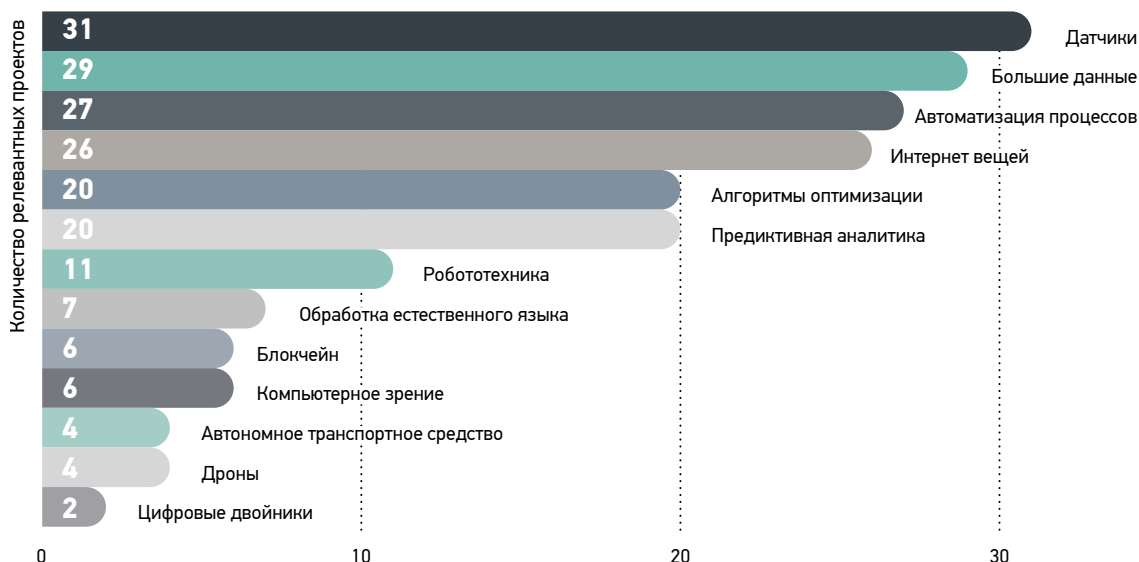 Количество релевантных проектов
31 Датчики
29 Большие данные
27 Автоматизация процессов
26 Интернет вещей
20 Алгоритмы оптимизации
20 Предиктивная аналитика
11 Робототехника
7 Обработка естественного языка
6 Блокчейн
6 Компьютерное зрение
4 Автономное транспортное средство
4 Дроны
2 Цифровые двойники
0 10 20 30